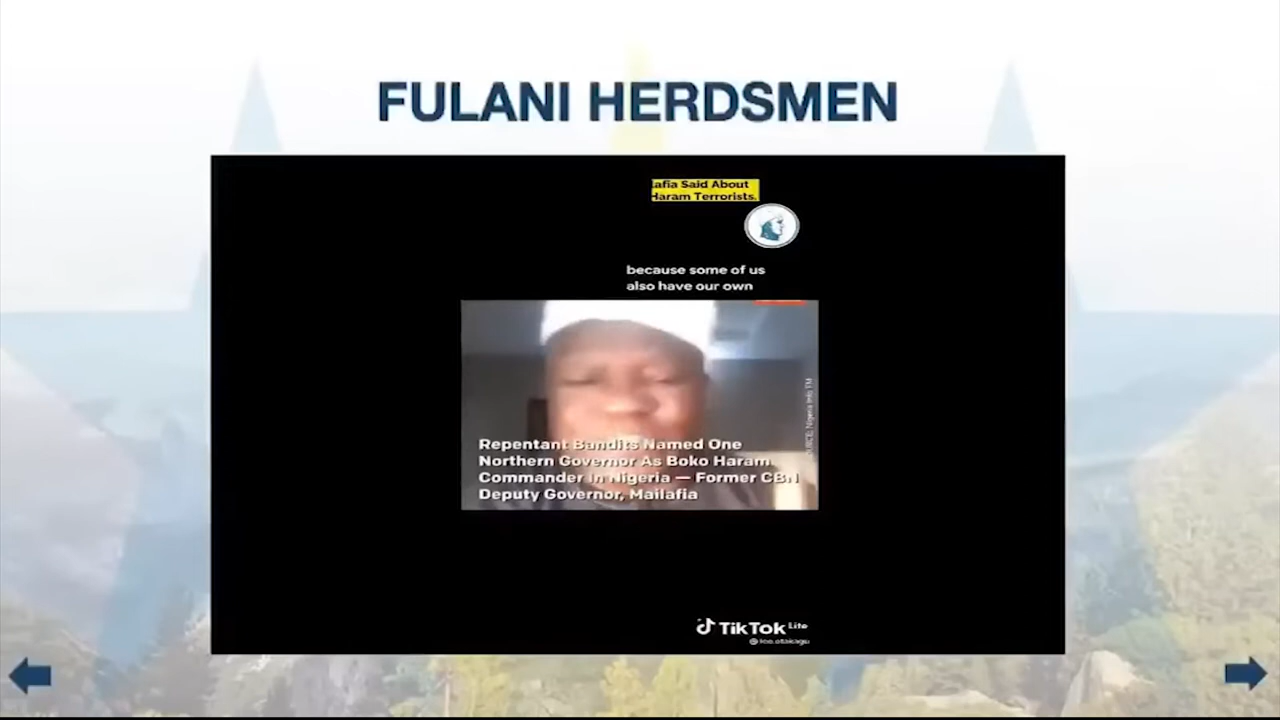 FULANI HERDSMEN
afia Said About
Haram Terrorists.
because some of us
also have our own
Repentant Bandits Named One
Northern Governor As Boko Haram
Commander In Nigeria — Former CBN
Deputy Governor, Mailafia
TikTok Lite